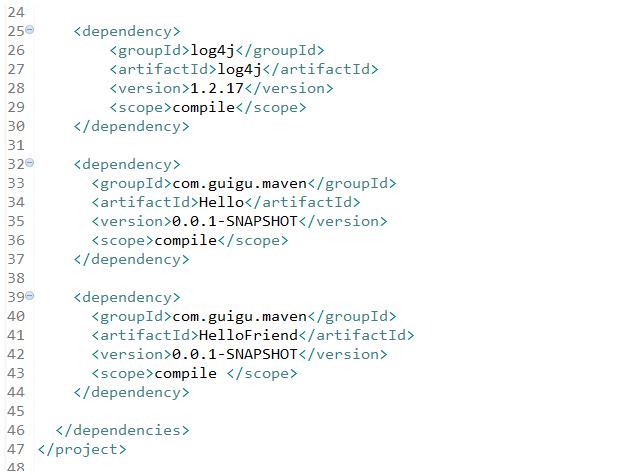 24
25 <dependency>
26 <groupId>log4j</groupId>
27 <artifactId>log4j</artifactId>
28 <version>1.2.17</version>
29 <scope>compile</scope>
30 </dependency>
31
32 <dependency>
33 <groupId>com.guigu.maven</groupId>
34 <artifactId>Hello</artifactId>
35 <version>0.0.1-SNAPSHOT</version>
36 <scope>compile</scope>
37 </dependency>
38
39 <dependency>
40 <groupId>com.guigu.maven</groupId>
41 <artifactId>HelloFriend</artifactId>
42 <version>0.0.1-SNAPSHOT</version>
43 <scope>compile </scope>
44 </dependency>
45
46 </dependencies>
47 </project>
48